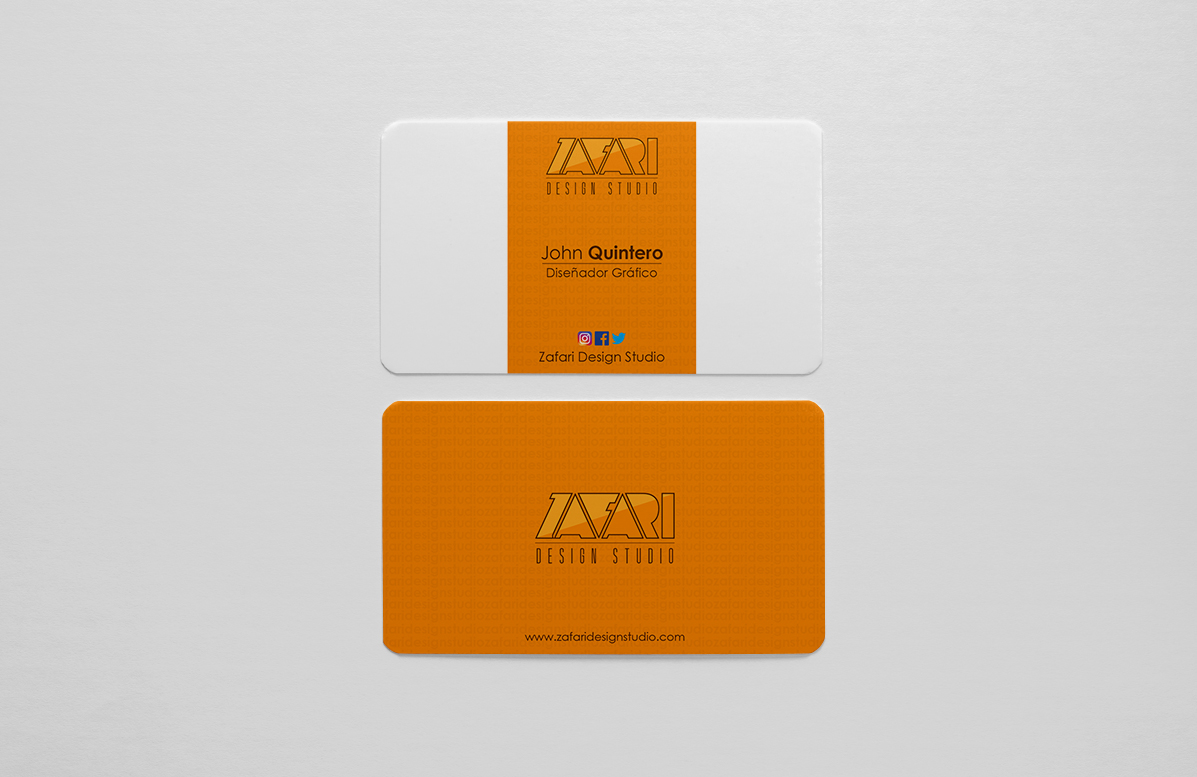 ZAFARI
DESIGN STUDIO
John Quintero
Diseñador Gráfico
Zafari Design Studio
ZAFARI
DESIGN STUDIO
www.zafaridesignstudio.com